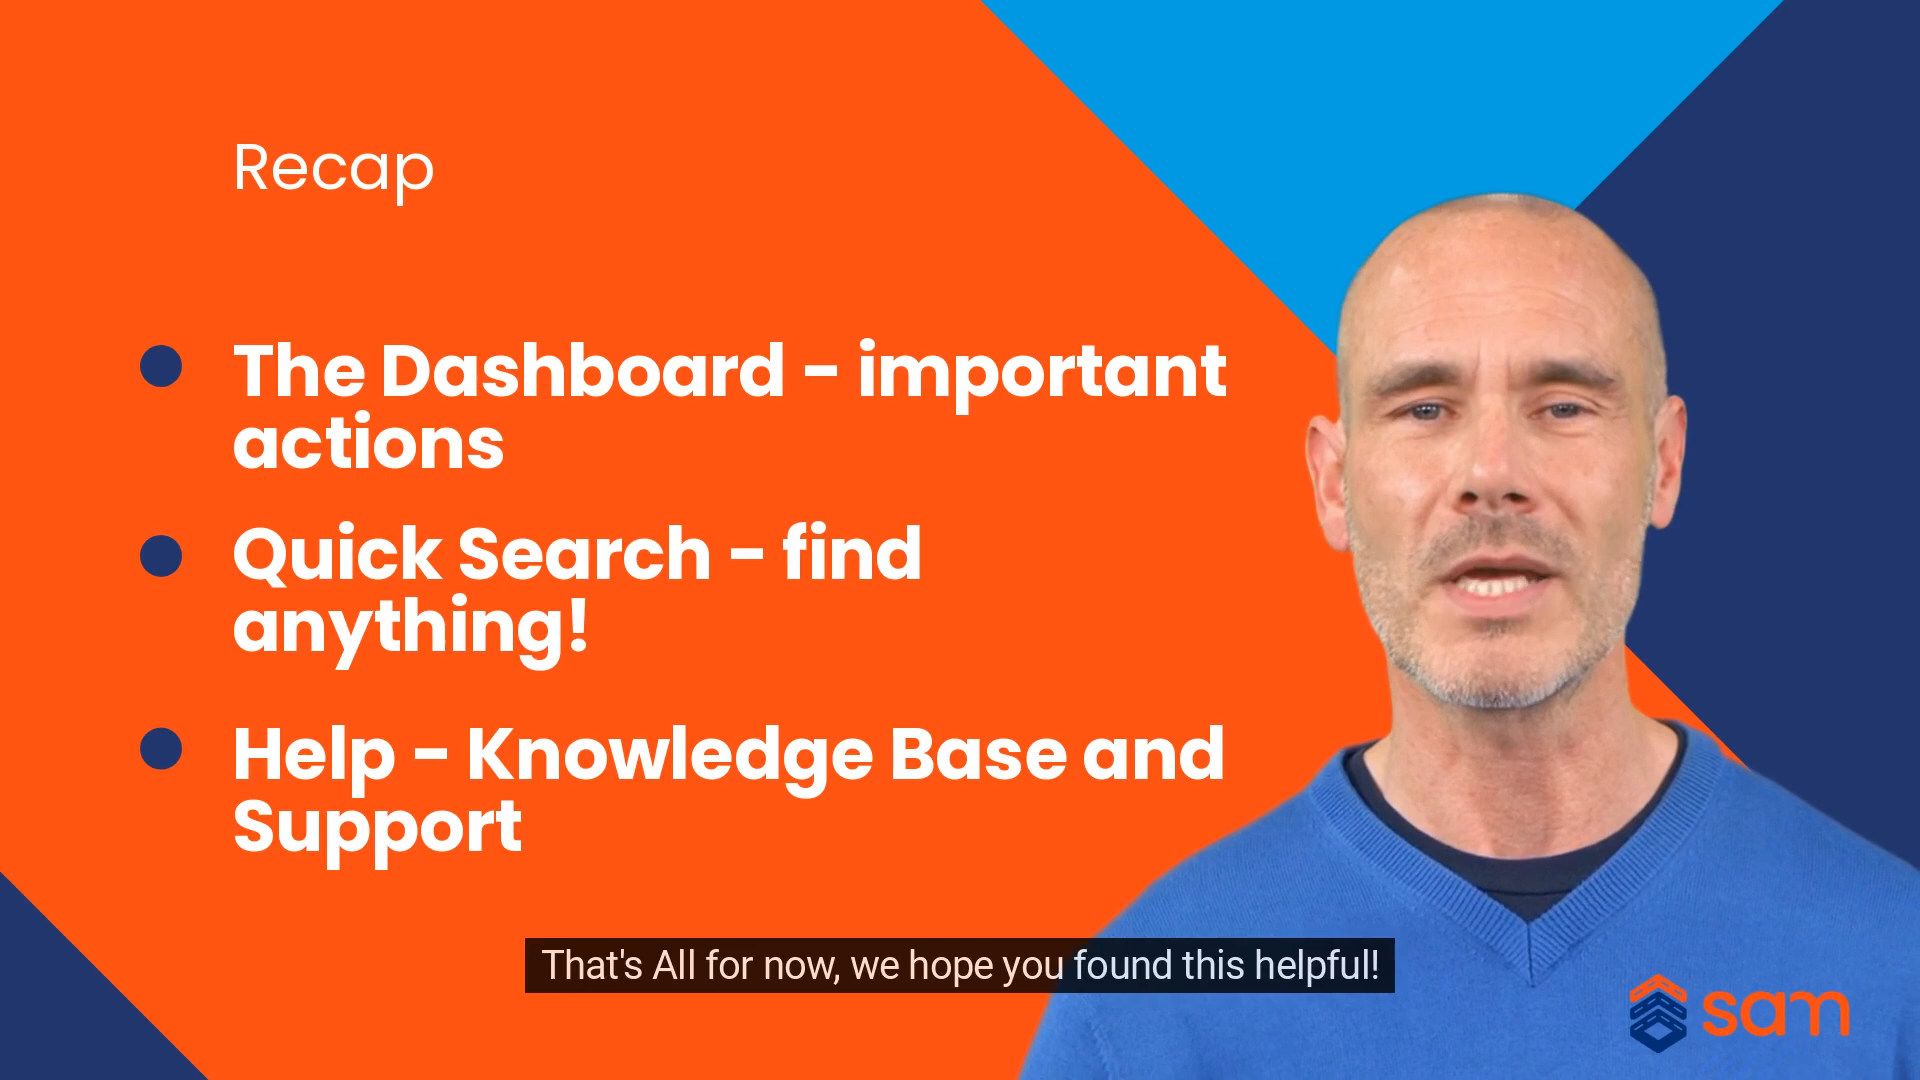 Recap
The Dashboard - important
actions
Quick Search - find
anything!
Help - Knowledge Base and
Support
That's All for now, we hope you found this helpful!
sam